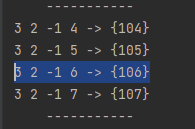 -----------
3 2 -1 4 -> {104}
3 2 -1 5 -> {105}
3 2 -1 6 -> {106}
3 2 -1 7 -> {107}
-----------